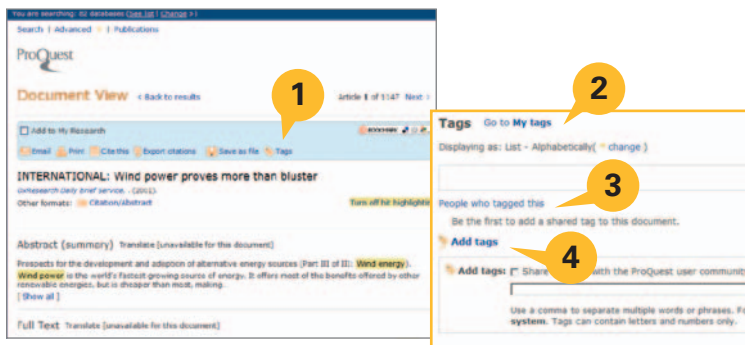 You are searching: 82 databases (See list | Change >)
Search | Advanced | Publications
ProQuest
Document View < Back to results
Article 1 of 1147 Next >
Add to My Research
Email Print Cite this Export citations Save as file Tags
INTERNATIONAL: Wind power proves more than bluster
OxResearch Daily Brief Service, . (2001).
Other formats: Citation/Abstract
Turn off hit highlightin
Abstract (summary) Translate [unavailable for this document]
Prospects for the development and adoption of alternative energy sources (Part III of III: Wind energy).
Wind power is the world's fastest growing source of energy. It offers most of the benefits offered by other
renewable energies, but is cheaper than most, making.
[ Show all ]
Full Text Translate [unavailable for this document]
1
2
Tags Go to My tags
Displaying as: List - Alphabetically( change )
3
People who tagged this
Be the first to add a shared tag to this document.
Add tags
4
Add tags: Share with the ProQuest user community
Use a comma to separate multiple words or phrases. Fo
system. Tags can contain letters and numbers only.